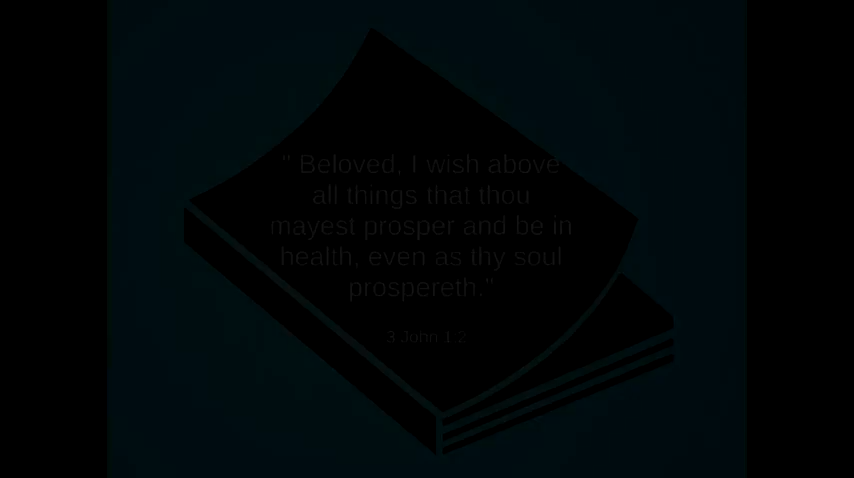 " Beloved, I wish above
all things that thou
mayest prosper and be in
health, even as thy soul
prospereth."
3 John 1:2